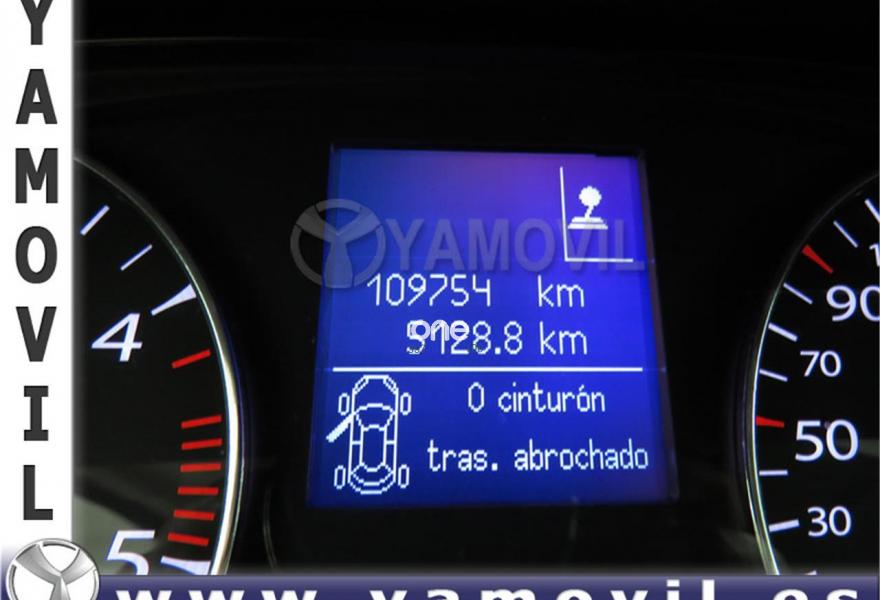 YAMOVIL
YAMOVIL
109754 km
5128.8 km
one
0 cinturón
tras. abrochado
4
5
90
70
50
30
www.yamovil.es